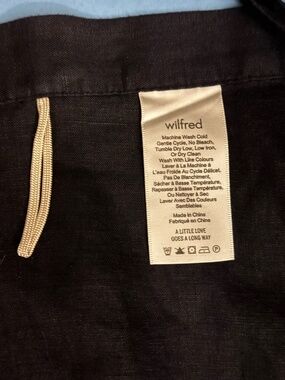 wilfred
Machine Wash Cold
Gentle Cycle, No Bleach,
Tumble Dry Low, Low Iron,
Or Dry Clean
Wash With Like Colours
Laver À La Machine À
L'eau Froide Au Cycle Délicat.
Pas De Blanchiment,
Sécher À Basse Température,
Repasser À Basse Température,
Ou Nettoyer À Sec
Laver Avec Des Couleurs
Semblables
Made in China
Fabriqué en Chine
A LITTLE LOVE
GOES A LONG WAY